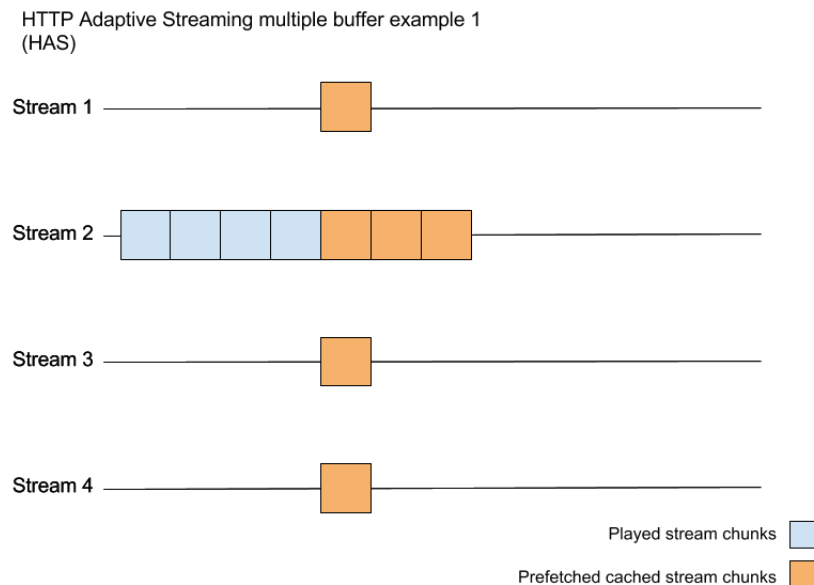 HTTP Adaptive Streaming multiple buffer example 1
(HAS)
Stream 1
Stream 2
Stream 3
Stream 4
Played stream chunks
Prefetched cached stream chunks